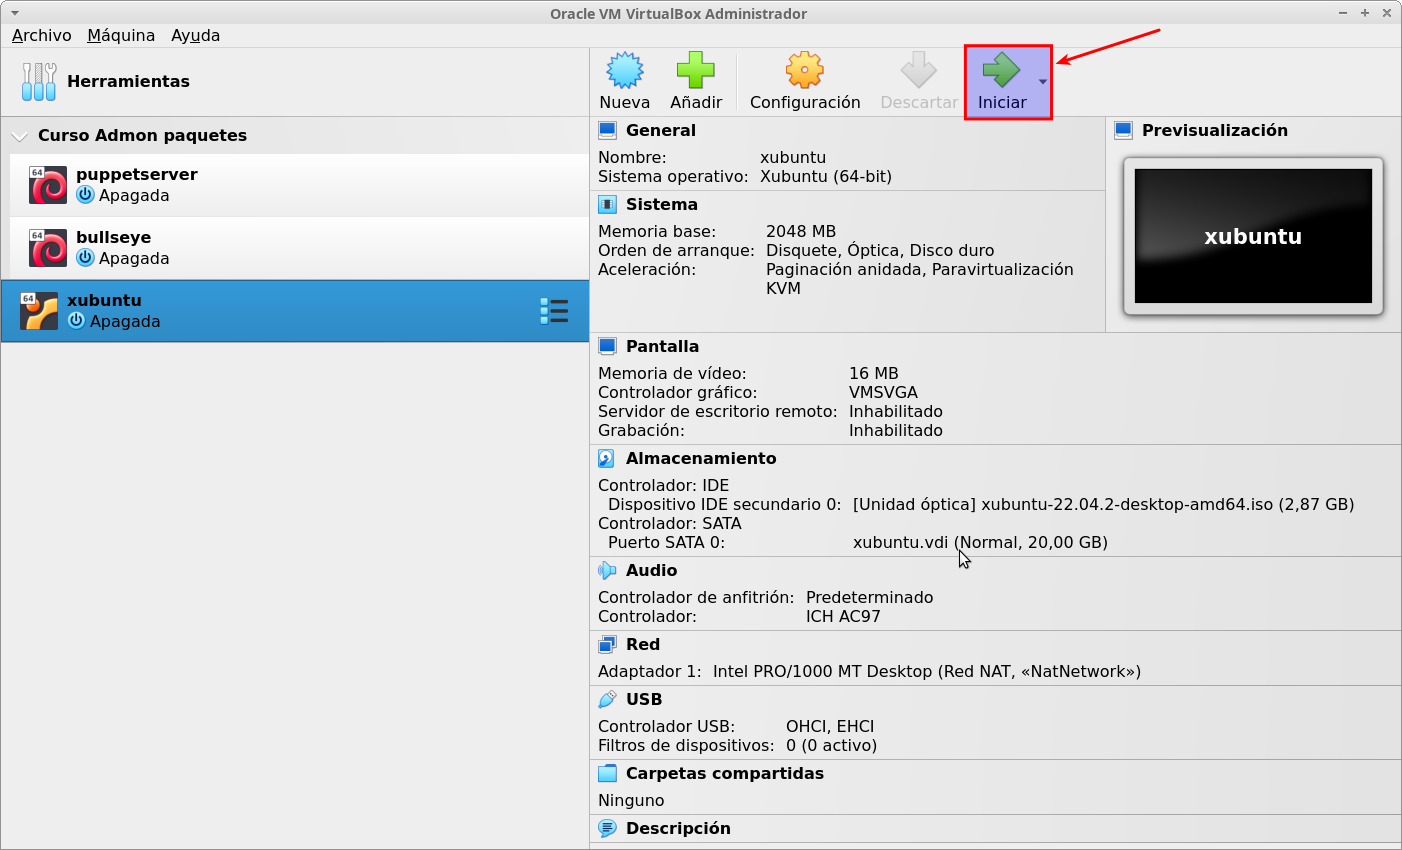 Oracle VM VirtualBox Administrador
Archivo Máquina Ayuda
Herramientas
Nueva Añadir Configuración Descartar Iniciar
Curso Admon paquetes
64 puppetserver
Apagada
64 bullseye
Apagada
64 xubuntu
Apagada
General
Nombre: xubuntu
Sistema operativo: Xubuntu (64-bit)
Sistema
Memoria base: 2048 MB
Orden de arranque: Disquete, Óptica, Disco duro
Aceleración: Paginación anidada, Paravirtualización
KVM
Previsualización
xubuntu
Pantalla
Memoria de vídeo: 16 MB
Controlador gráfico: VMSVGA
Servidor de escritorio remoto: Inhabilitado
Grabación: Inhabilitado
Almacenamiento
Controlador: IDE
Dispositivo IDE secundario 0: [Unidad óptica] xubuntu-22.04.2-desktop-amd64.iso (2,87 GB)
Controlador: SATA
Puerto SATA 0: xubuntu.vdi (Normal, 20,00 GB)
Audio
Controlador de anfitrión: Predeterminado
Controlador: ICH AC97
Red
Adaptador 1: Intel PRO/1000 MT Desktop (Red NAT, «NatNetwork»)
USB
Controlador USB: OHCI, EHCI
Filtros de dispositivos: 0 (0 activo)
Carpetas compartidas
Ninguno
Descripción